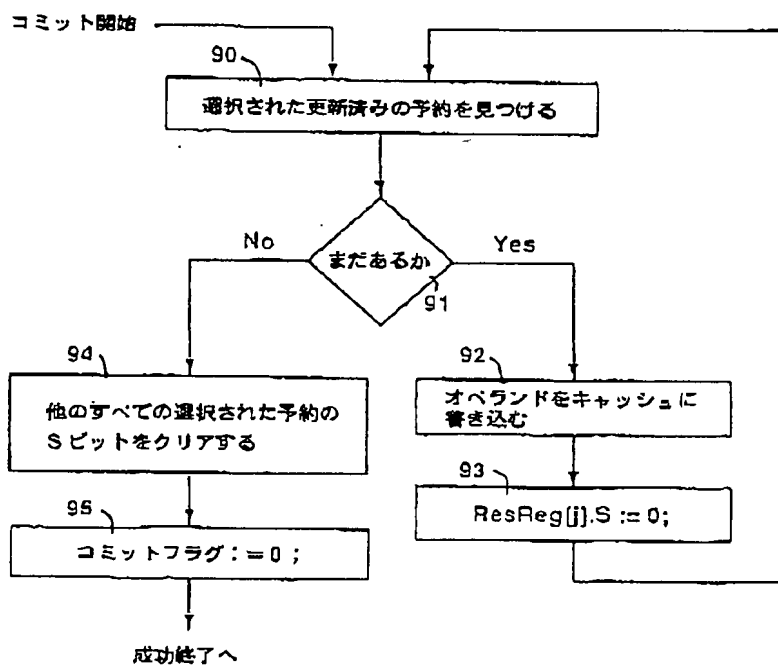 コミット開始
90
選択された更新済みの予約を見つける
No
Yes
まだあるか
91
94
他のすべての選択された予約の
Sビットをクリアする
92
オペランドをキャッシュに
書き込む
95
コミットフラグ:=0;
93
ResReg[j].S:=0;
成功終了へ